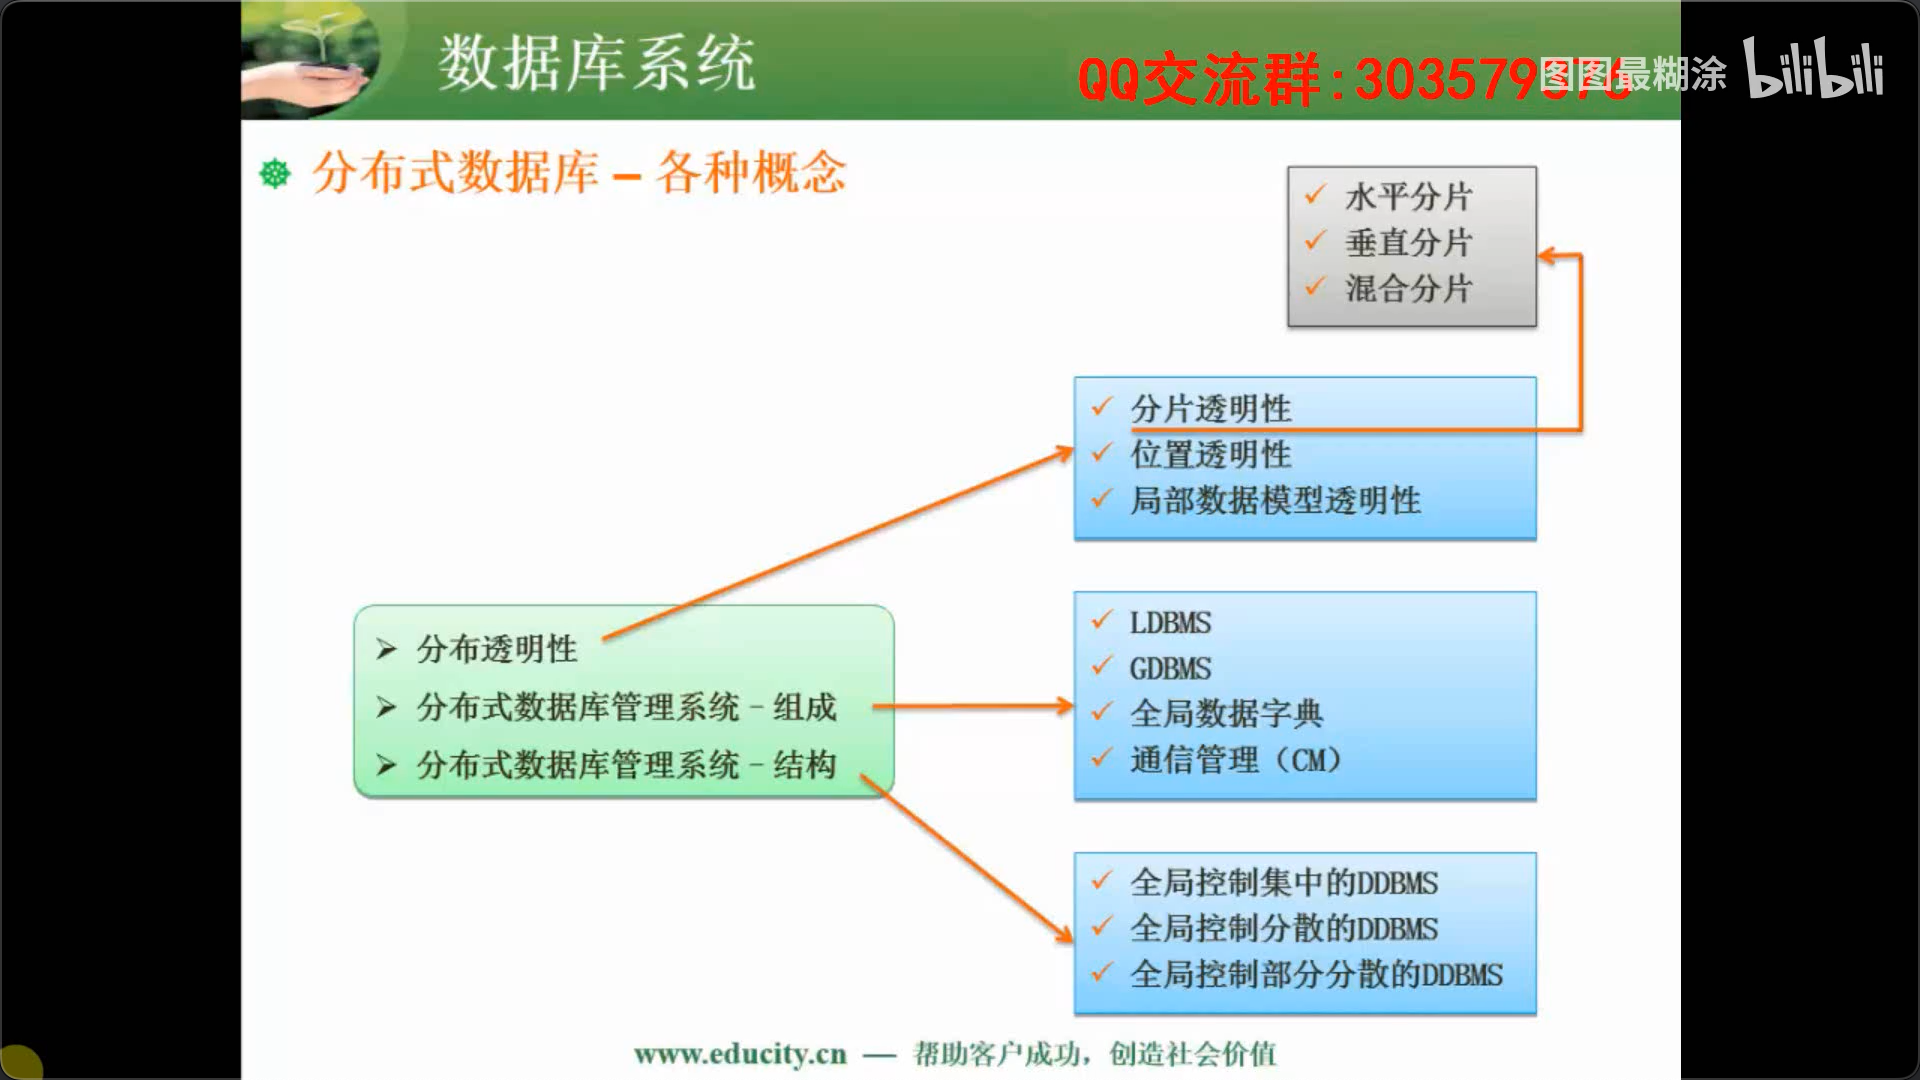 数据库系统
QQ交流群:303579
图图最糊涂 bilibili
分布式数据库 – 各种概念
水平分片
垂直分片
混合分片
分片透明性
位置透明性
局部数据模型透明性
分布透明性
分布式数据库管理系统 - 组成
分布式数据库管理系统 - 结构
LDBMS
GDBMS
全局数据字典
通信管理（CM）
全局控制集中的DDBMS
全局控制分散的DDBMS
全局控制部分分散的DDBMS
www.educity.cn — 帮助客户成功，创造社会价值